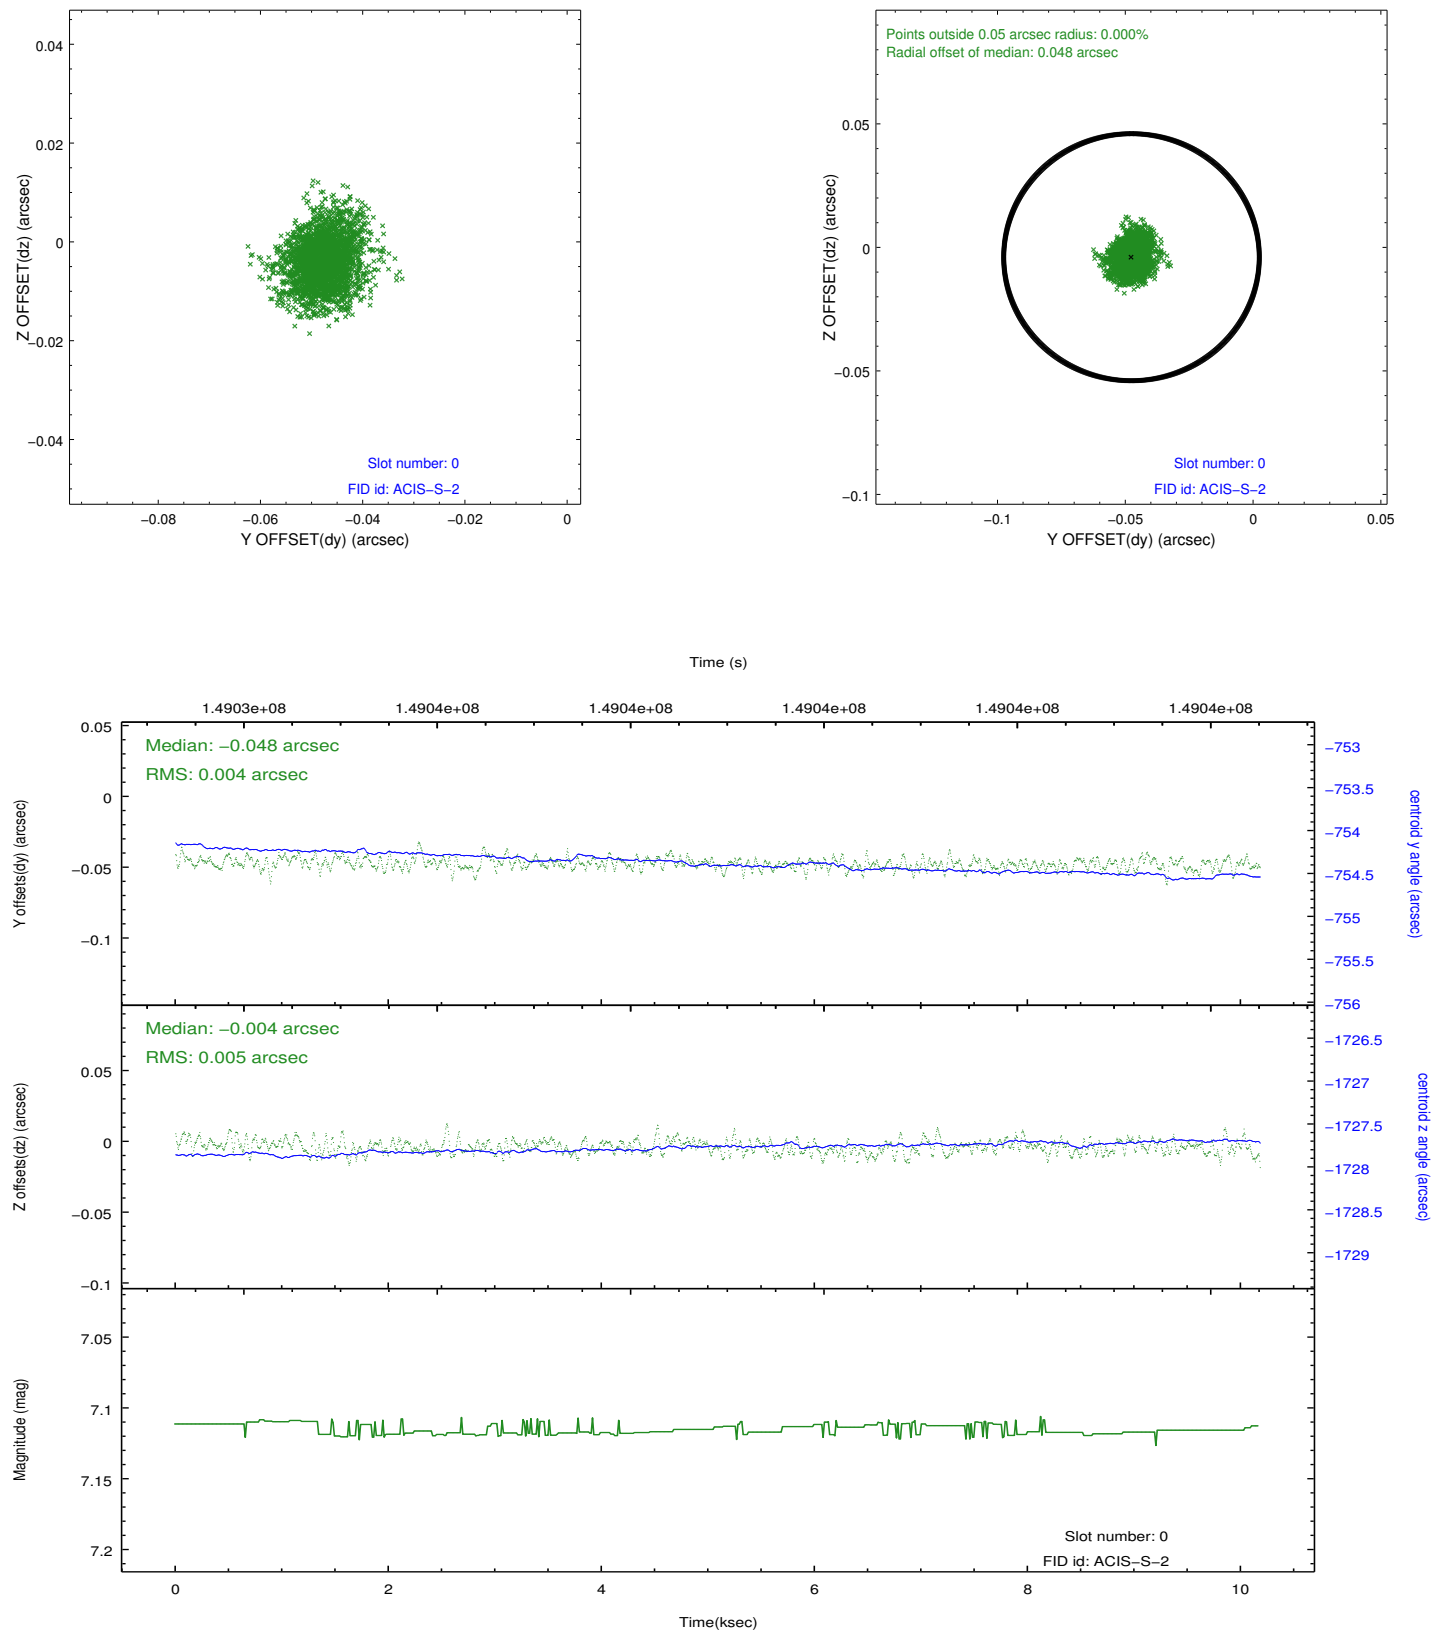 0.04
0.02
0
−0.02
−0.04
Z OFFSET(dz) (arcsec)
Slot number: 0
FID id: ACIS−S−2
−0.08
−0.06
−0.04
−0.02
0
Y OFFSET(dy) (arcsec)
Points outside 0.05 arcsec radius: 0.000%
Radial offset of median: 0.048 arcsec
0.05
0
−0.05
−0.1
Z OFFSET(dz) (arcsec)
Slot number: 0
FID id: ACIS−S−2
−0.1
−0.05
0
0.05
Y OFFSET(dy) (arcsec)
Time (s)
1.4903e+08
1.4904e+08
1.4904e+08
1.4904e+08
1.4904e+08
1.4904e+08
Median: −0.048 arcsec
RMS: 0.004 arcsec
0.05
0
−0.05
−0.1
Y offsets(dy) (arcsec)
−753
−753.5
−754
−754.5
−755
−755.5
−756
centroid y angle (arcsec)
Median: −0.004 arcsec
RMS: 0.005 arcsec
0.05
0
−0.05
−0.1
Z offsets(dz) (arcsec)
−1726.5
−1727
−1727.5
−1728
−1728.5
−1729
centroid z angle (arcsec)
7.05
7.1
7.15
7.2
Magnitude (mag)
Slot number: 0
FID id: ACIS−S−2
0
2
4
6
8
10
Time(ksec)